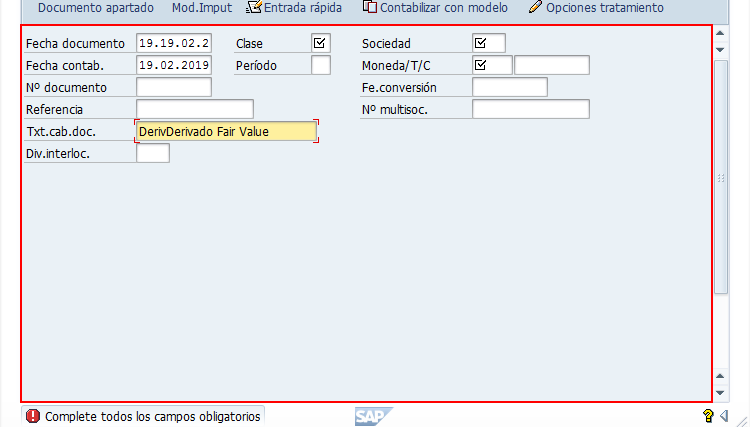 Documento apartado Mod.Imput Entrada rápida Contabilizar con modelo Opciones tratamiento
Fecha documento 19.19.02.2 Clase Sociedad
Fecha contab. 19.02.2019 Período Moneda/T/C
Nº documento Fe.conversión
Referencia Nº multisoc.
Txt.cab.doc. DerivDerivado Fair Value
Div.interloc.
Complete todos los campos obligatorios SAP